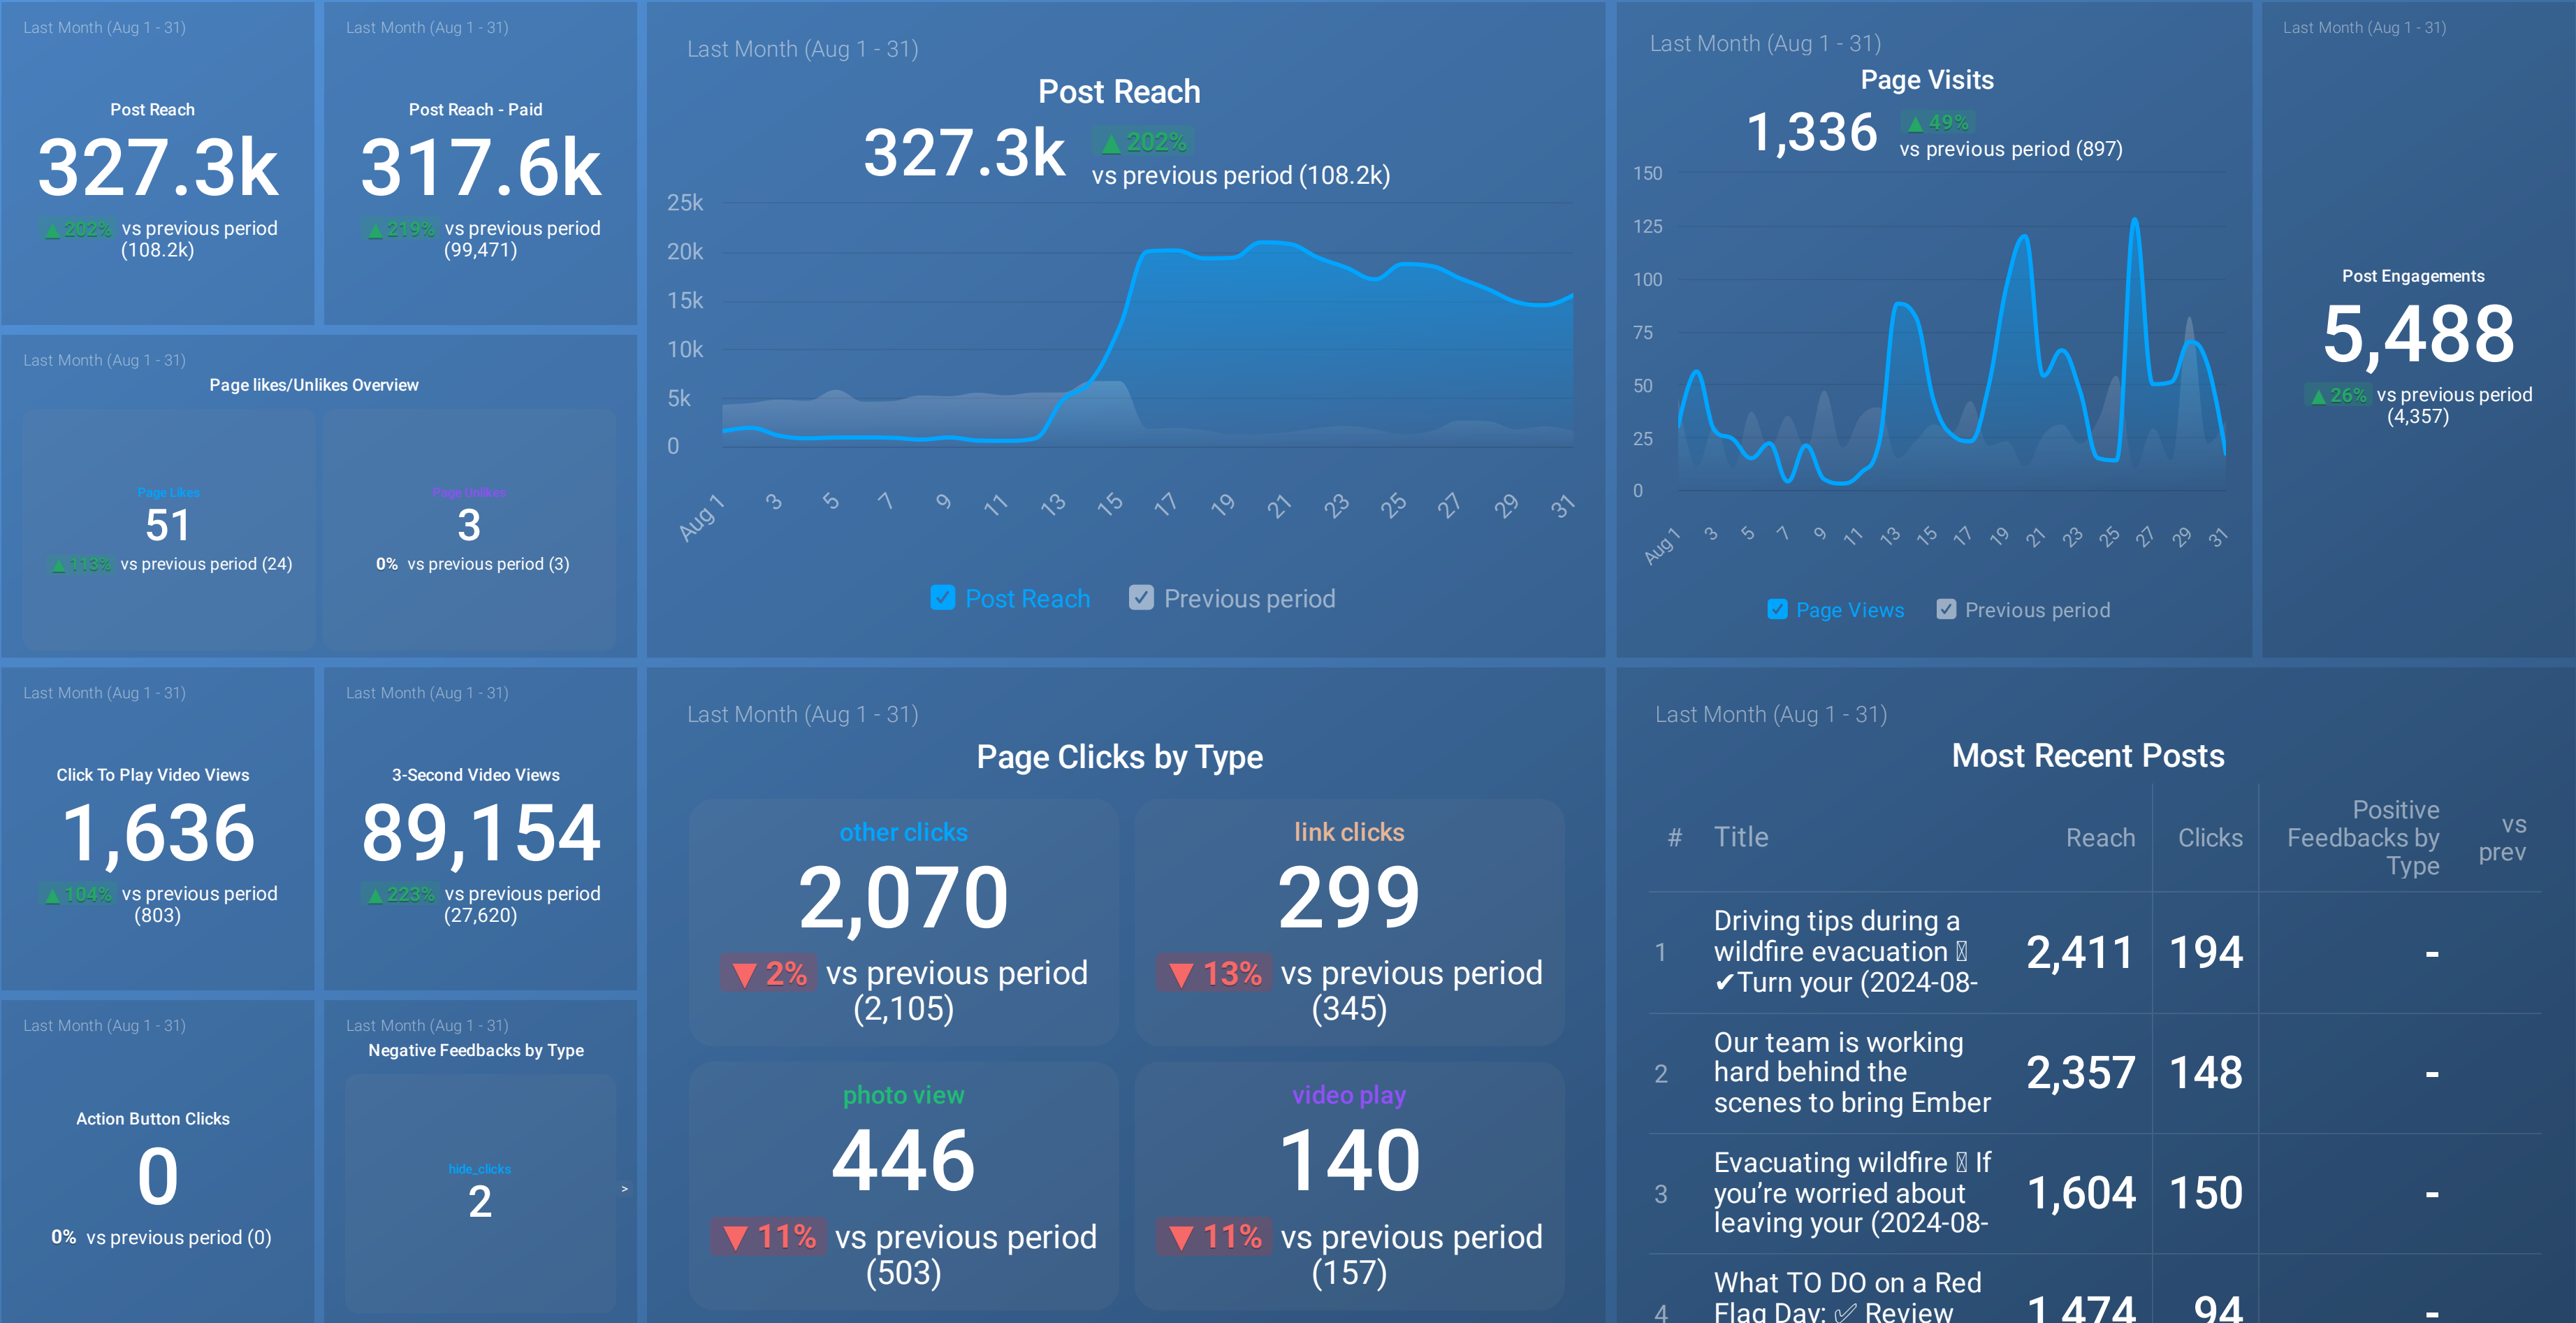 Last Month (Aug 1 - 31)
Post Reach
327.3k
▲ 202% vs previous period
(108.2k)
Last Month (Aug 1 - 31)
Post Reach - Paid
317.6k
▲ 219% vs previous period
(99,471)
Last Month (Aug 1 - 31)
Page likes/Unlikes Overview
Page Likes
51
▲ 113% vs previous period (24)
Page Unlikes
3
0% vs previous period (3)
Last Month (Aug 1 - 31)
Post Reach
327.3k
▲ 202%
vs previous period (108.2k)
25k
20k
15k
10k
5k
0
Aug 1 3 5 7 9 11 13 15 17 19 21 23 25 27 29 31
Post Reach Previous period
Last Month (Aug 1 - 31)
Page Visits
1,336
▲ 49%
vs previous period (897)
150
125
100
75
50
25
0
Aug 1 3 5 7 9 11 13 15 17 19 21 23 25 27 29 31
Page Views Previous period
Last Month (Aug 1 - 31)
Post Engagements
5,488
▲ 26% vs previous period
(4,357)
Last Month (Aug 1 - 31)
Click To Play Video Views
1,636
▲ 104% vs previous period
(803)
Last Month (Aug 1 - 31)
3-Second Video Views
89,154
▲ 223% vs previous period
(27,620)
Last Month (Aug 1 - 31)
Action Button Clicks
0
0% vs previous period (0)
Last Month (Aug 1 - 31)
Negative Feedbacks by Type
hide_clicks
2
>
Last Month (Aug 1 - 31)
Page Clicks by Type
other clicks
2,070
▼ 2% vs previous period
(2,105)
link clicks
299
▼ 13% vs previous period
(345)
photo view
446
▼ 11% vs previous period
(503)
video play
140
▼ 11% vs previous period
(157)
Last Month (Aug 1 - 31)
Most Recent Posts
# Title Reach Clicks Positive Feedbacks by Type vs prev
1 Driving tips during a
wildfire evacuation
✔Turn your (2024-08-
2,411 194 -
2 Our team is working
hard behind the
scenes to bring Ember
2,357 148 -
3 Evacuating wildfire If
you’re worried about
leaving your (2024-08-
1,604 150 -
4 What TO DO on a Red
Flag Day: ✅ Review
1,474 94 -